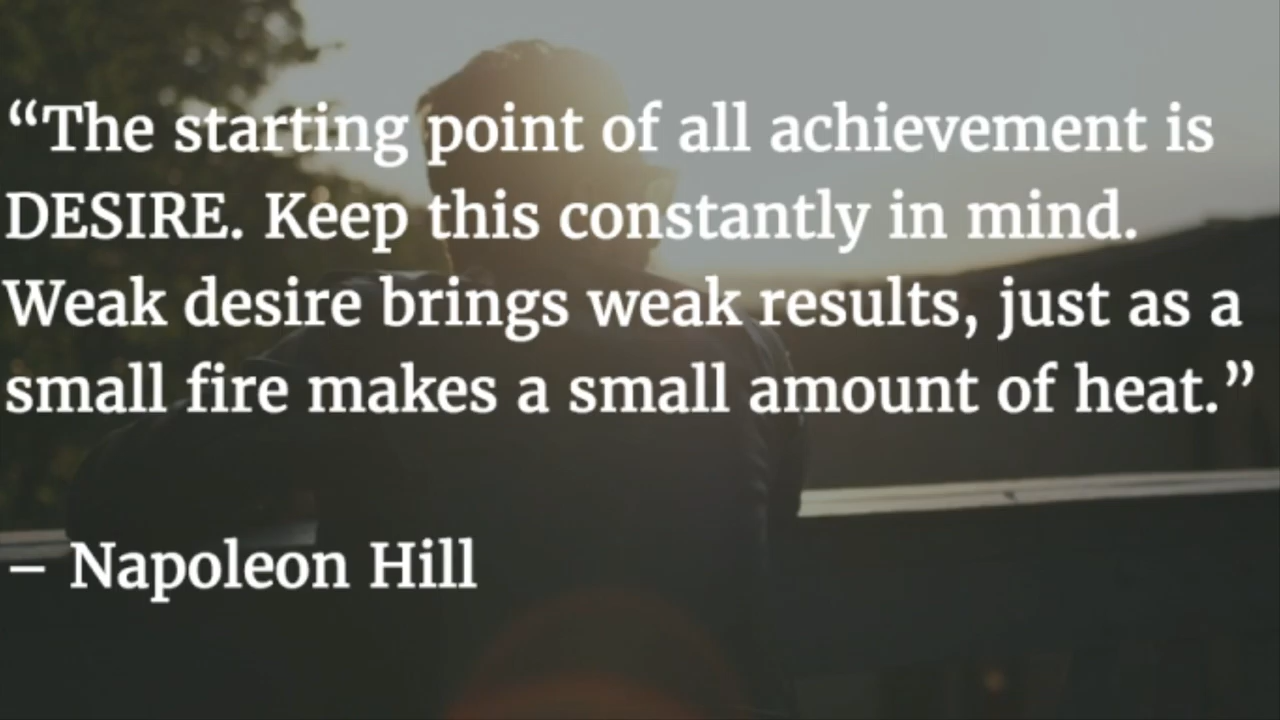 “The starting point of all achievement is
DESIRE. Keep this constantly in mind.
Weak desire brings weak results, just as a
small fire makes a small amount of heat.”
– Napoleon Hill